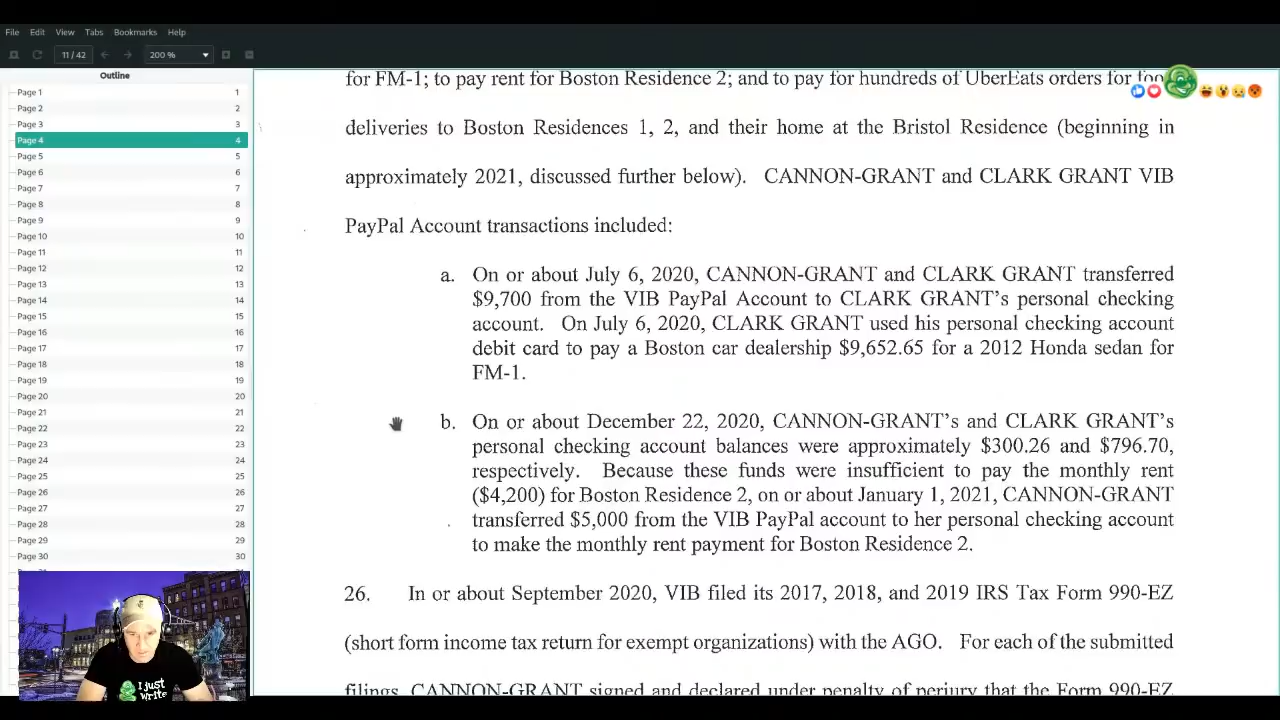 File Edit View Tabs Bookmarks Help
11 / 42 200 %
Outline
Page 1 1
Page 2 2
Page 3 3
Page 4 4
Page 5 5
Page 6 6
Page 7 7
Page 8 8
Page 9 9
Page 10 10
Page 11 11
Page 12 12
Page 13 13
Page 14 14
Page 15 15
Page 16 16
Page 17 17
Page 18 18
Page 19 19
Page 20 20
Page 21 21
Page 22 22
Page 23 23
Page 24 24
Page 25 25
Page 26 26
Page 27 27
Page 28 28
Page 29 29
Page 30 30
for FM-1; to pay rent for Boston Residence 2; and to pay for hundreds of UberEats orders for
deliveries to Boston Residences 1, 2, and their home at the Bristol Residence (beginning in
approximately 2021, discussed further below). CANNON-GRANT and CLARK GRANT VIB
PayPal Account transactions included:
a. On or about July 6, 2020, CANNON-GRANT and CLARK GRANT transferred
$9,700 from the VIB PayPal Account to CLARK GRANT's personal checking
account. On July 6, 2020, CLARK GRANT used his personal checking account
debit card to pay a Boston car dealership $9,652.65 for a 2012 Honda sedan for
FM-1.
b. On or about December 22, 2020, CANNON-GRANT's and CLARK GRANT's
personal checking account balances were approximately $300.26 and $796.70,
respectively. Because these funds were insufficient to pay the monthly rent
($4,200) for Boston Residence 2, on or about January 1, 2021, CANNON-GRANT
transferred $5,000 from the VIB PayPal account to her personal checking account
to make the monthly rent payment for Boston Residence 2.
26. In or about September 2020, VIB filed its 2017, 2018, and 2019 IRS Tax Form 990-EZ
(short form income tax return for exempt organizations) with the AGO. For each of the submitted
filings, CANNON-GRANT signed and declared under penalty of perjury that the Form 990-EZ
I just
write